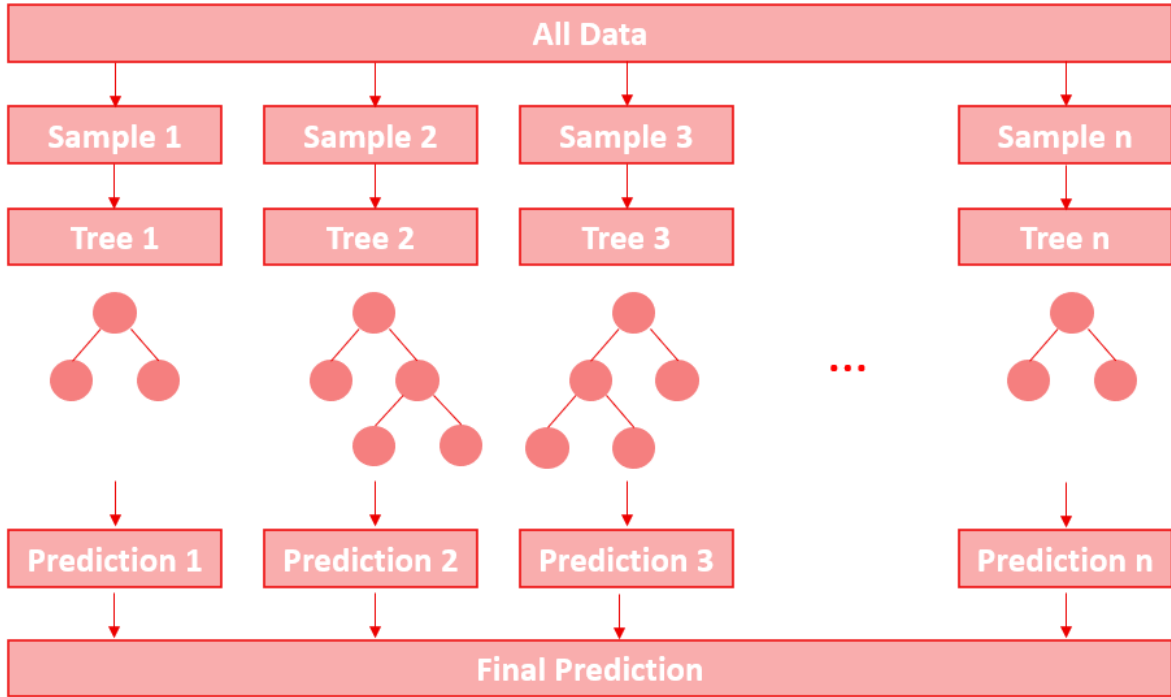 All Data
Sample 1
Sample 2
Sample 3
Sample n
Tree 1
Tree 2
Tree 3
Tree n
...
Prediction 1
Prediction 2
Prediction 3
Prediction n
Final Prediction